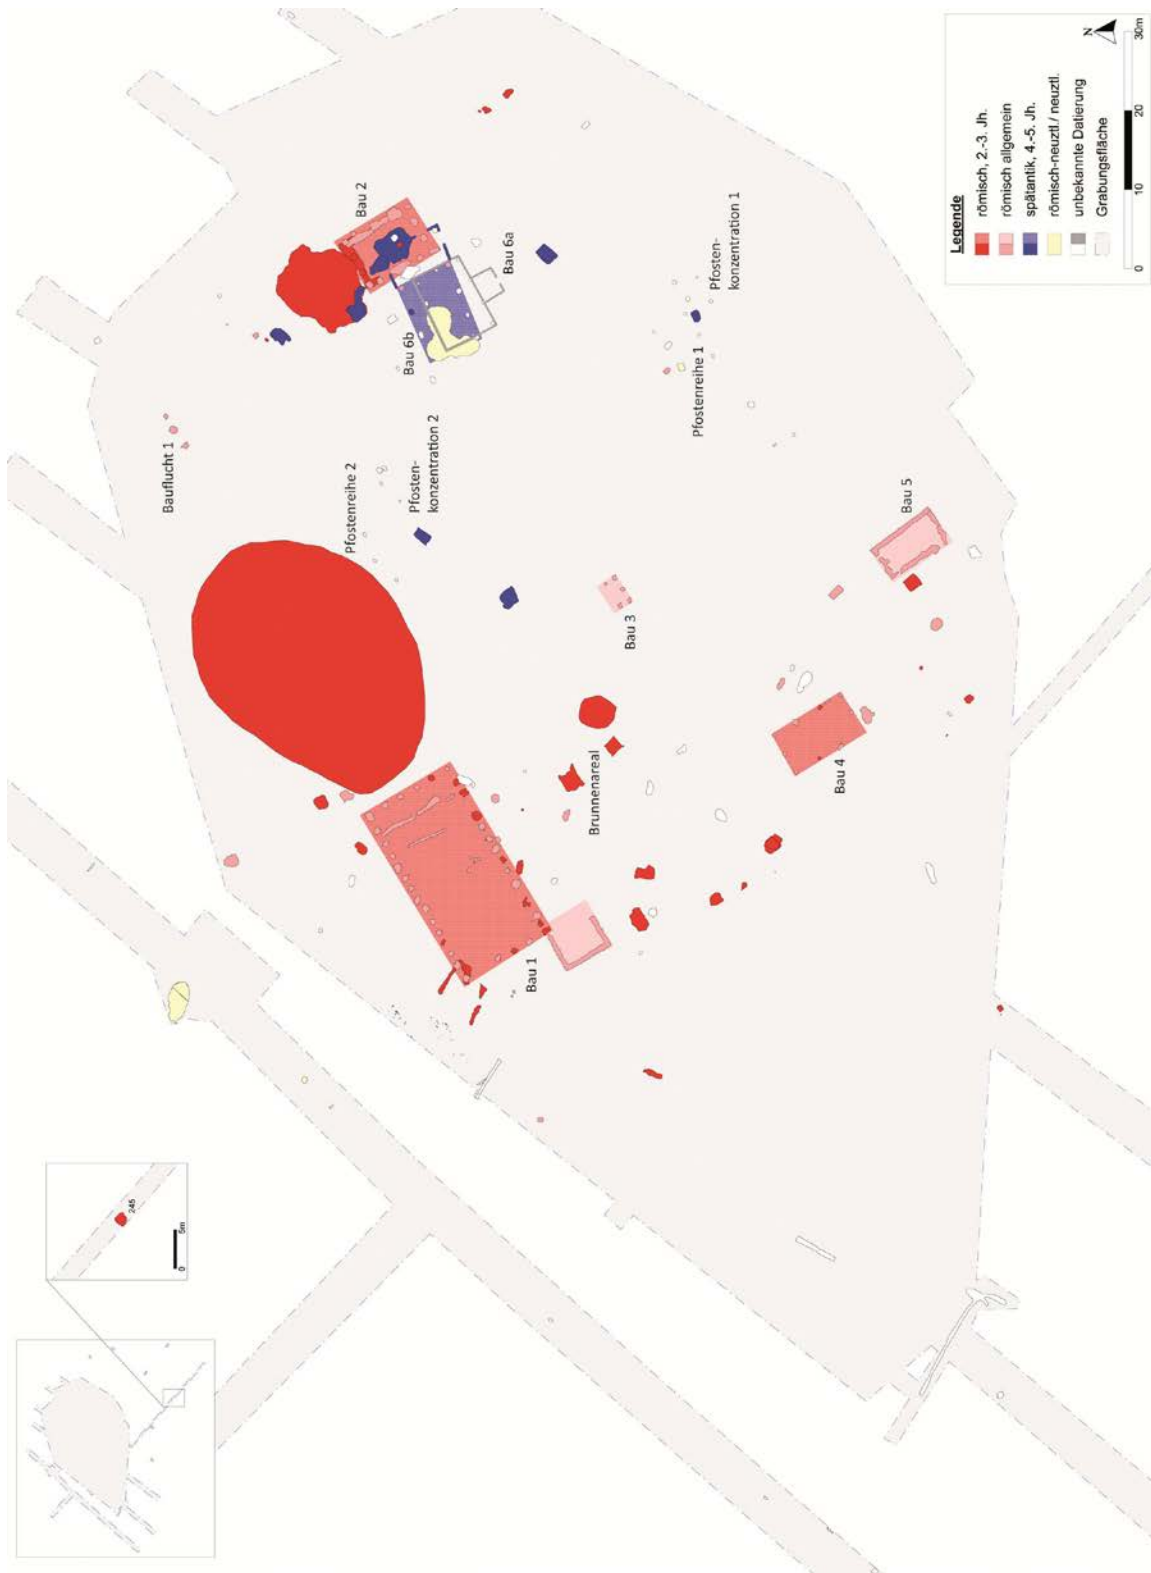 Legende
römisch, 2.-3. Jh.
römisch allgemein
spätantik, 4.-5. Jh.
römisch-neuztl./ neuztl.
unbekannte Datierung
Grabungsfläche
N
0 10 20 30m
Bau 2
Bau 6a
Bau 6b
Pfosten-
konzentration 1
Pfostenreihe 1
Bauflucht 1
Pfostenreihe 2
Pfosten-
konzentration 2
Bau 5
Bau 3
Bau 4
Brunnenareal
Bau 1
245
0 5m